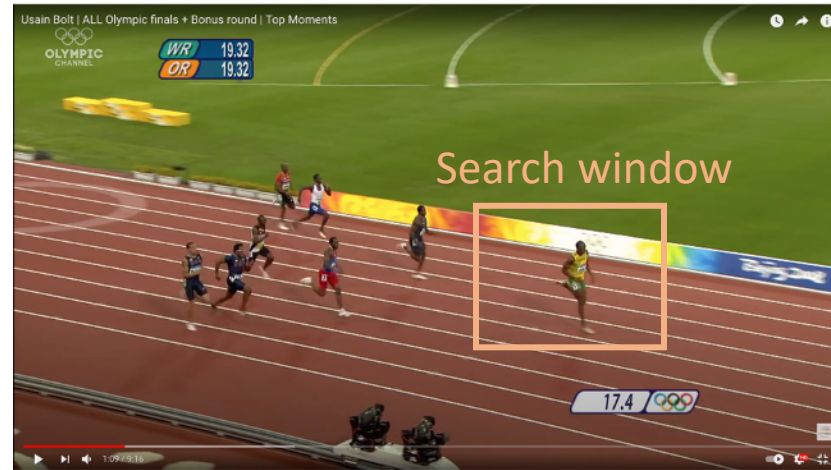 Usain Bolt | ALL Olympic finals + Bonus round | Top Moments
OLYMPIC
CHANNEL
WR 19.32
OR 19.32
Search window
17.4
1:09 / 9:16